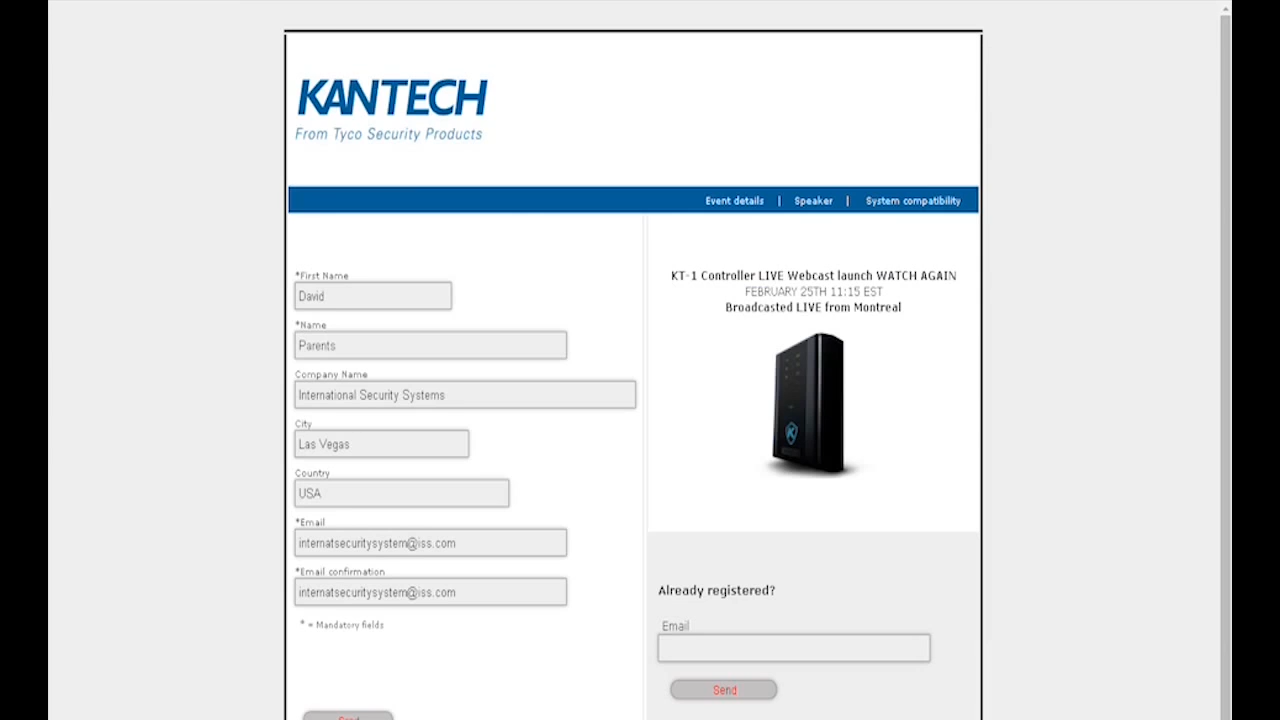 KANTECH
From Tyco Security Products
Event details | Speaker | System compatibility
*First Name
David
*Name
Parents
Company Name
International Security Systems
City
Las Vegas
Country
USA
*Email
internatsecuritysystem@iss.com
*Email confirmation
internatsecuritysystem@iss.com
* = Mandatory fields
Send
KT-1 Controller LIVE Webcast launch WATCH AGAIN
FEBRUARY 25TH 11:15 EST
Broadcasted LIVE from Montreal
K
Already registered?
Email
Send